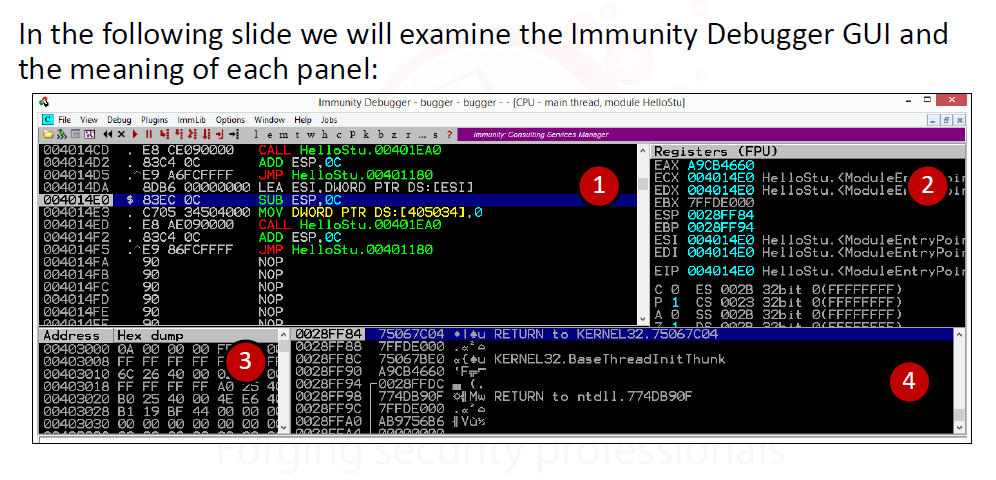 In the following slide we will examine the Immunity Debugger GUI and
the meaning of each panel:
Immunity Debugger - bugger - bugger - - [CPU - main thread, module HelloStu]
C File View Debug Plugins ImmLib Options Window Help Jobs
l e m t w h c P k b z r ... s ? Immunity: Consulting Services Manager
004014CD . E8 CE090000 CALL HelloStu.00401EA0
004014D2 . 83C4 0C ADD ESP,0C
004014D5 .^E9 A6FCFFFF JMP HelloStu.00401180
004014DA 8DB6 00000000 LEA ESI,DWORD PTR DS:[ESI]
004014E0 $ 83EC 0C SUB ESP,0C
004014E3 . C705 34504000 MOV DWORD PTR DS:[405034],0
004014ED . E8 AE090000 CALL HelloStu.00401EA0
004014F2 . 83C4 0C ADD ESP,0C
004014F5 .^E9 86FCFFFF JMP HelloStu.00401180
004014FA 90 NOP
004014FB 90 NOP
004014FC 90 NOP
004014FD 90 NOP
004014FE 90 NOP
1
Registers (FPU)
EAX A9CB4660
ECX 004014E0 HelloStu.<ModuleEntryPoin
EDX 004014E0 HelloStu.<ModuleEntryPoin
EBX 7FFDE000
ESP 0028FF84
EBP 0028FF94
ESI 004014E0 HelloStu.<ModuleEntryPoin
EDI 004014E0 HelloStu.<ModuleEntryPoin
EIP 004014E0 HelloStu.<ModuleEntryPoin
C 0 ES 002B 32bit 0(FFFFFFFF)
P 1 CS 0023 32bit 0(FFFFFFFF)
A 0 SS 002B 32bit 0(FFFFFFFF)
2
Address Hex dump
00403000 0A 00 00 00 FF
00403008 FF FF FF FF
00403010 6C 26 40 00
00403018 FF FF FF FF A0 25 40
00403020 B0 25 40 00 4E E6 40
00403028 B1 19 BF 44 00 00 00
00403030 00 00 00 00 00 00 00
3
0028FF84 75067C04 RETURN to KERNEL32.75067C04
0028FF88 7FFDE000
0028FF8C 75067BE0 KERNEL32.BaseThreadInitThunk
0028FF90 A9CB4660
0028FF94 0028FFDC
0028FF98 774DB90F RETURN to ntdll.774DB90F
0028FF9C 7FFDE000
0028FFA0 AB9756B6
0028FFA4 00000000
4
Forging security professionals